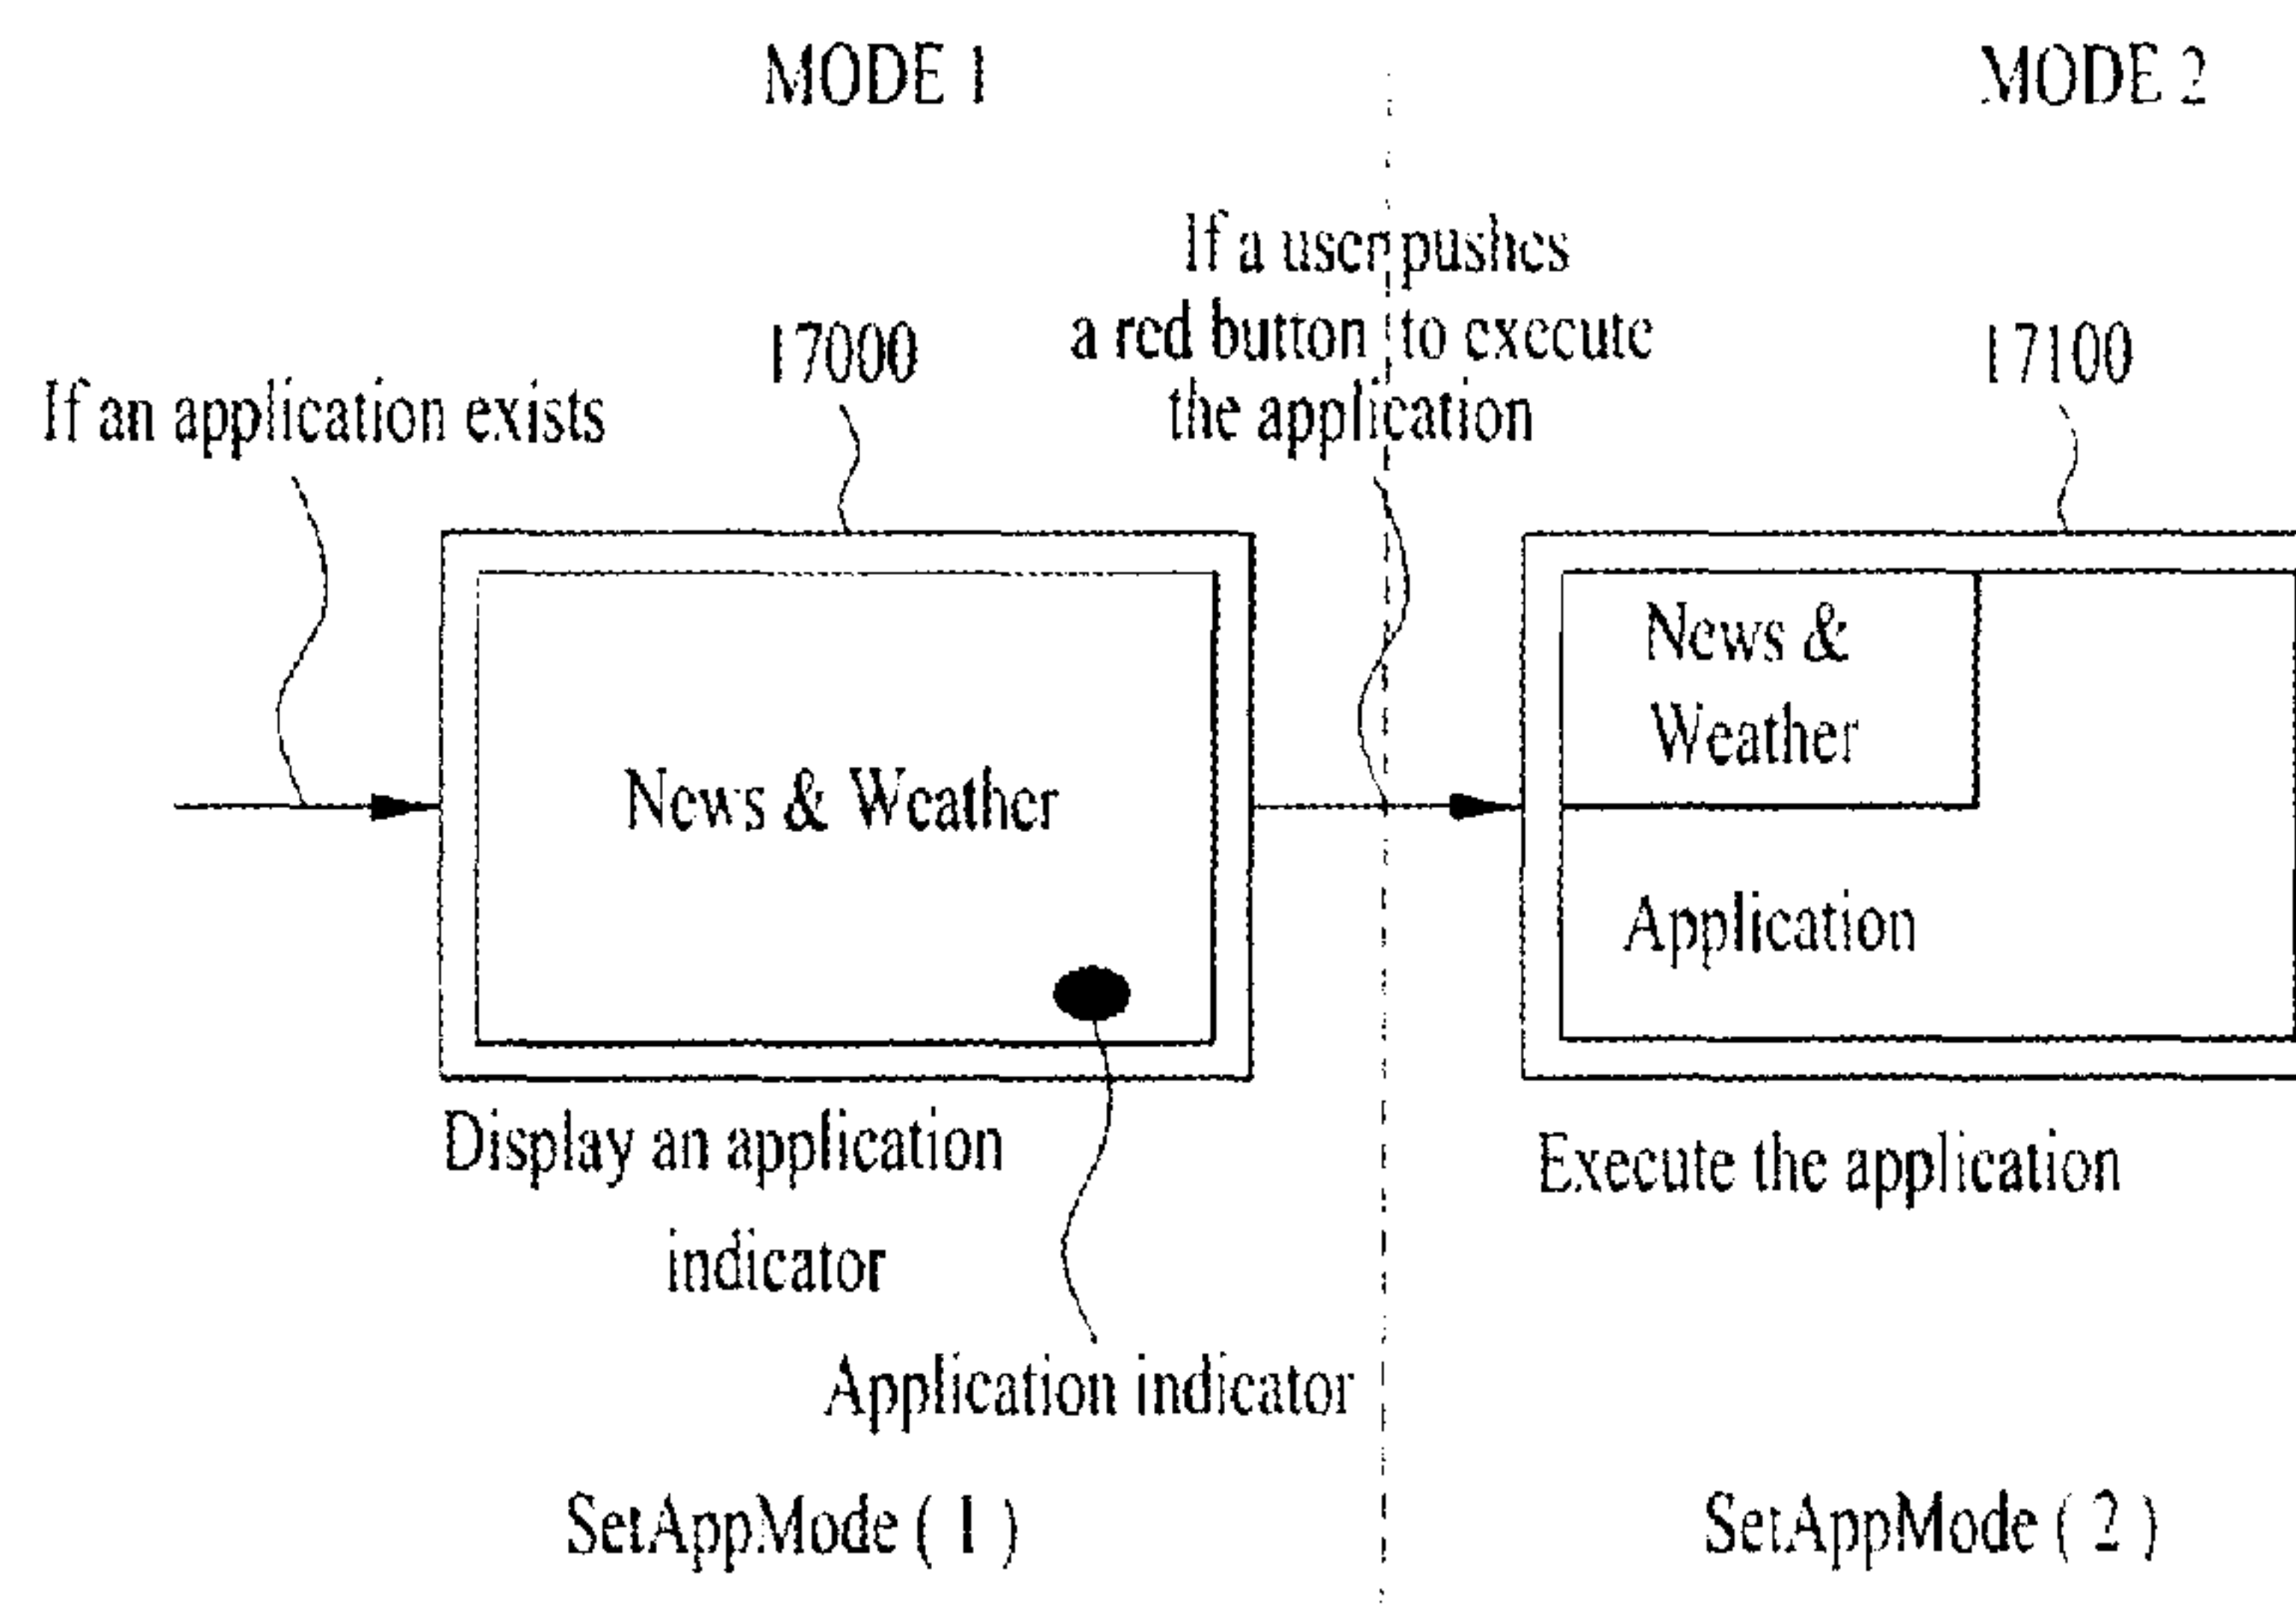 MODE 1
MODE 2
If a user pushes
a red button to execute
the application
17000
17100
If an application exists
News & Weather
News &
Weather
Application
Display an application
indicator
Execute the application
Application indicator
SetAppMode ( 1 )
SetAppMode ( 2 )